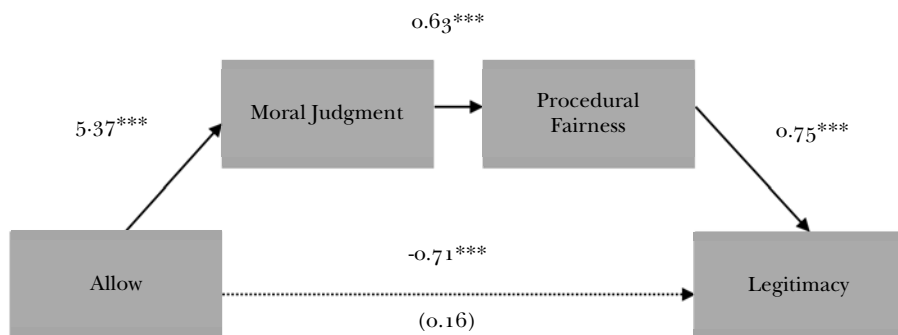 0.63***
Moral Judgment
Procedural
Fairness
5.37***
0.75***
-0.71***
Allow
Legitimacy
(0.16)